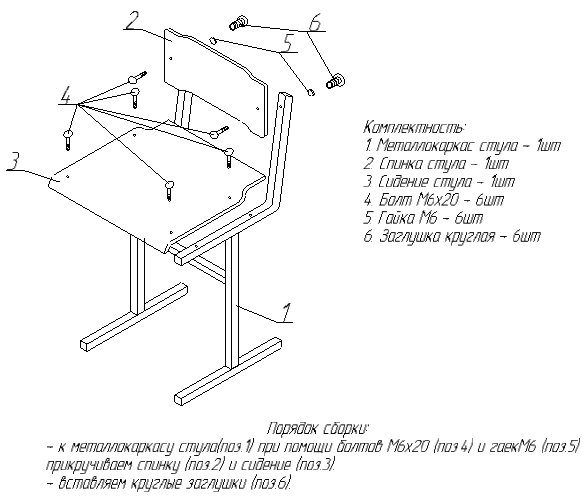 2
6
5
4
3
1
Комплектность:
1. Металлокаркас стула - 1шт
2. Спинка стула - 1шт
3. Сидение стула - 1шт
4. Болт М6х20 - 6шт
5. Гайка М6 - 6шт
6. Заглушка круглая - 6шт
Порядок сборки:
- к металлокаркасу стула(поз.1) при помощи болтов М6х20 (поз.4) и гаекМ6 (поз.5)
прикручиваем спинку (поз.2) и сидение (поз.3).
- вставляем круглые заглушки (поз.6).